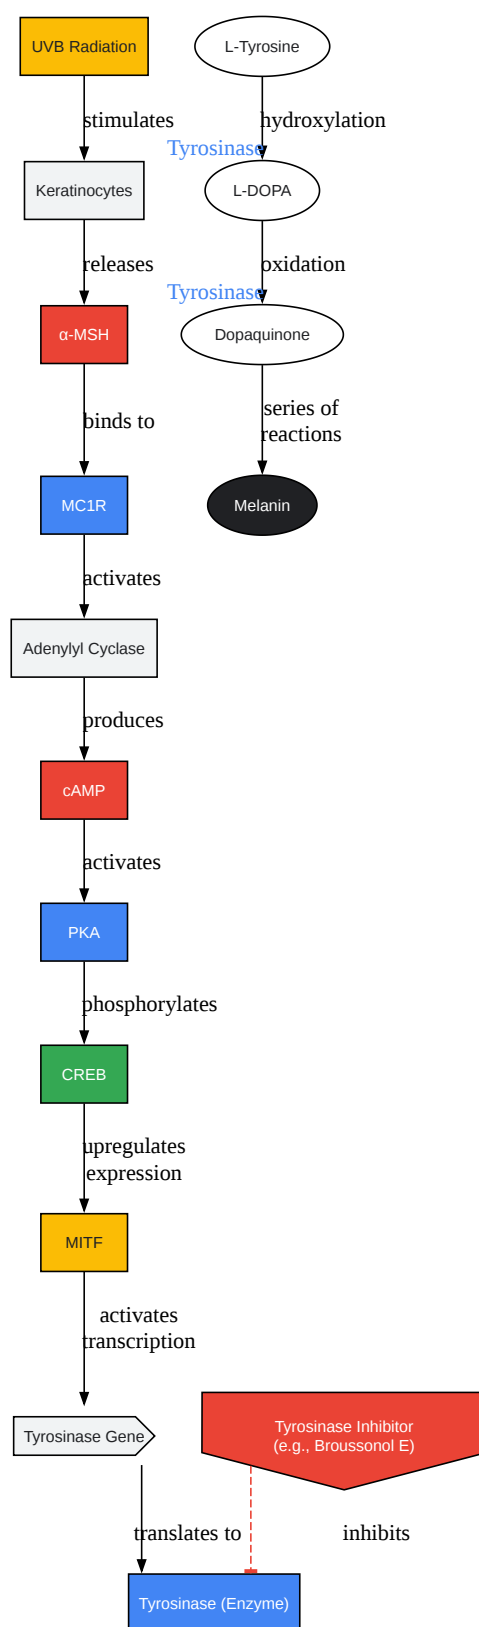 UVB Radiation
L-Tyrosine
stimulates
hydroxylation
Tyrosinase
Keratinocytes
L-DOPA
releases
oxidation
Tyrosinase
α-MSH
Dopaquinone
binds to
series of
reactions
MC1R
Melanin
activates
Adenylyl Cyclase
produces
cAMP
activates
PKA
phosphorylates
CREB
upregulates
expression
MITF
activates
transcription
Tyrosinase Gene
Tyrosinase Inhibitor
(e.g., Broussonol E)
translates to
inhibits
Tyrosinase (Enzyme)